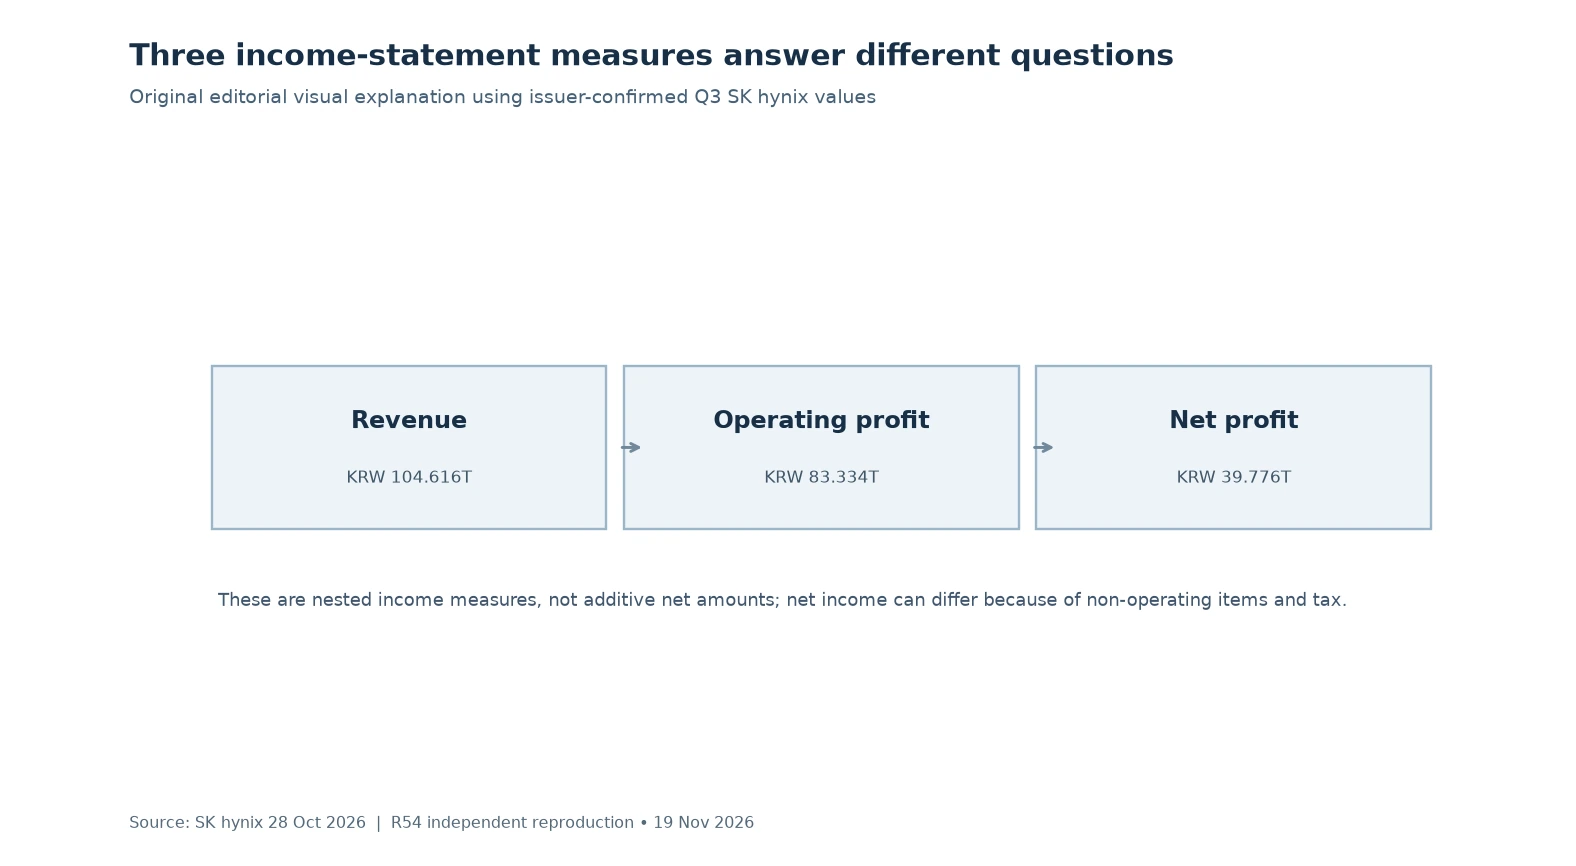 Three income-statement measures answer different questions
Original editorial visual explanation using issuer-confirmed Q3 SK hynix values
Revenue
KRW 104.616T
Operating profit
KRW 83.334T
Net profit
KRW 39.776T
These are nested income measures, not additive net amounts; net income can differ because of non-operating items and tax.
Source: SK hynix 28 Oct 2026 | R54 independent reproduction • 19 Nov 2026